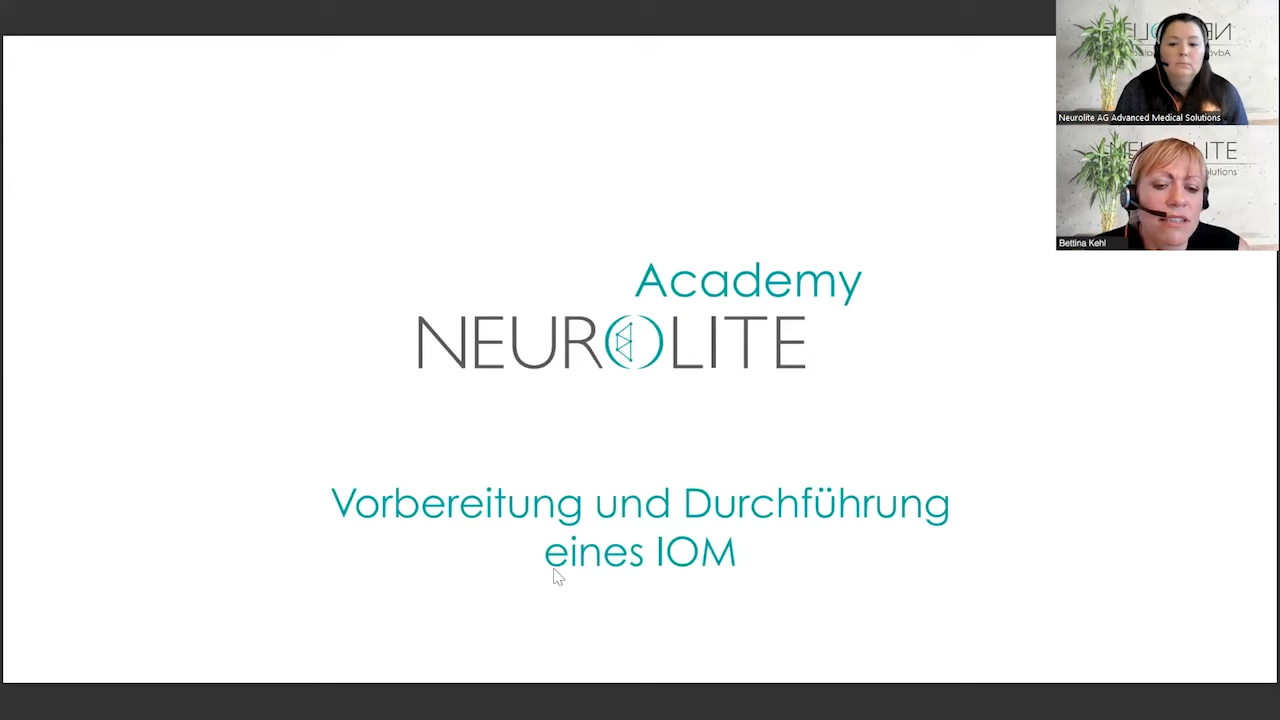 Academy
NEUROLITE
Vorbereitung und Durchführung
eines IOM
Neurolite AG Advanced Medical Solutions
Bettina Kehl